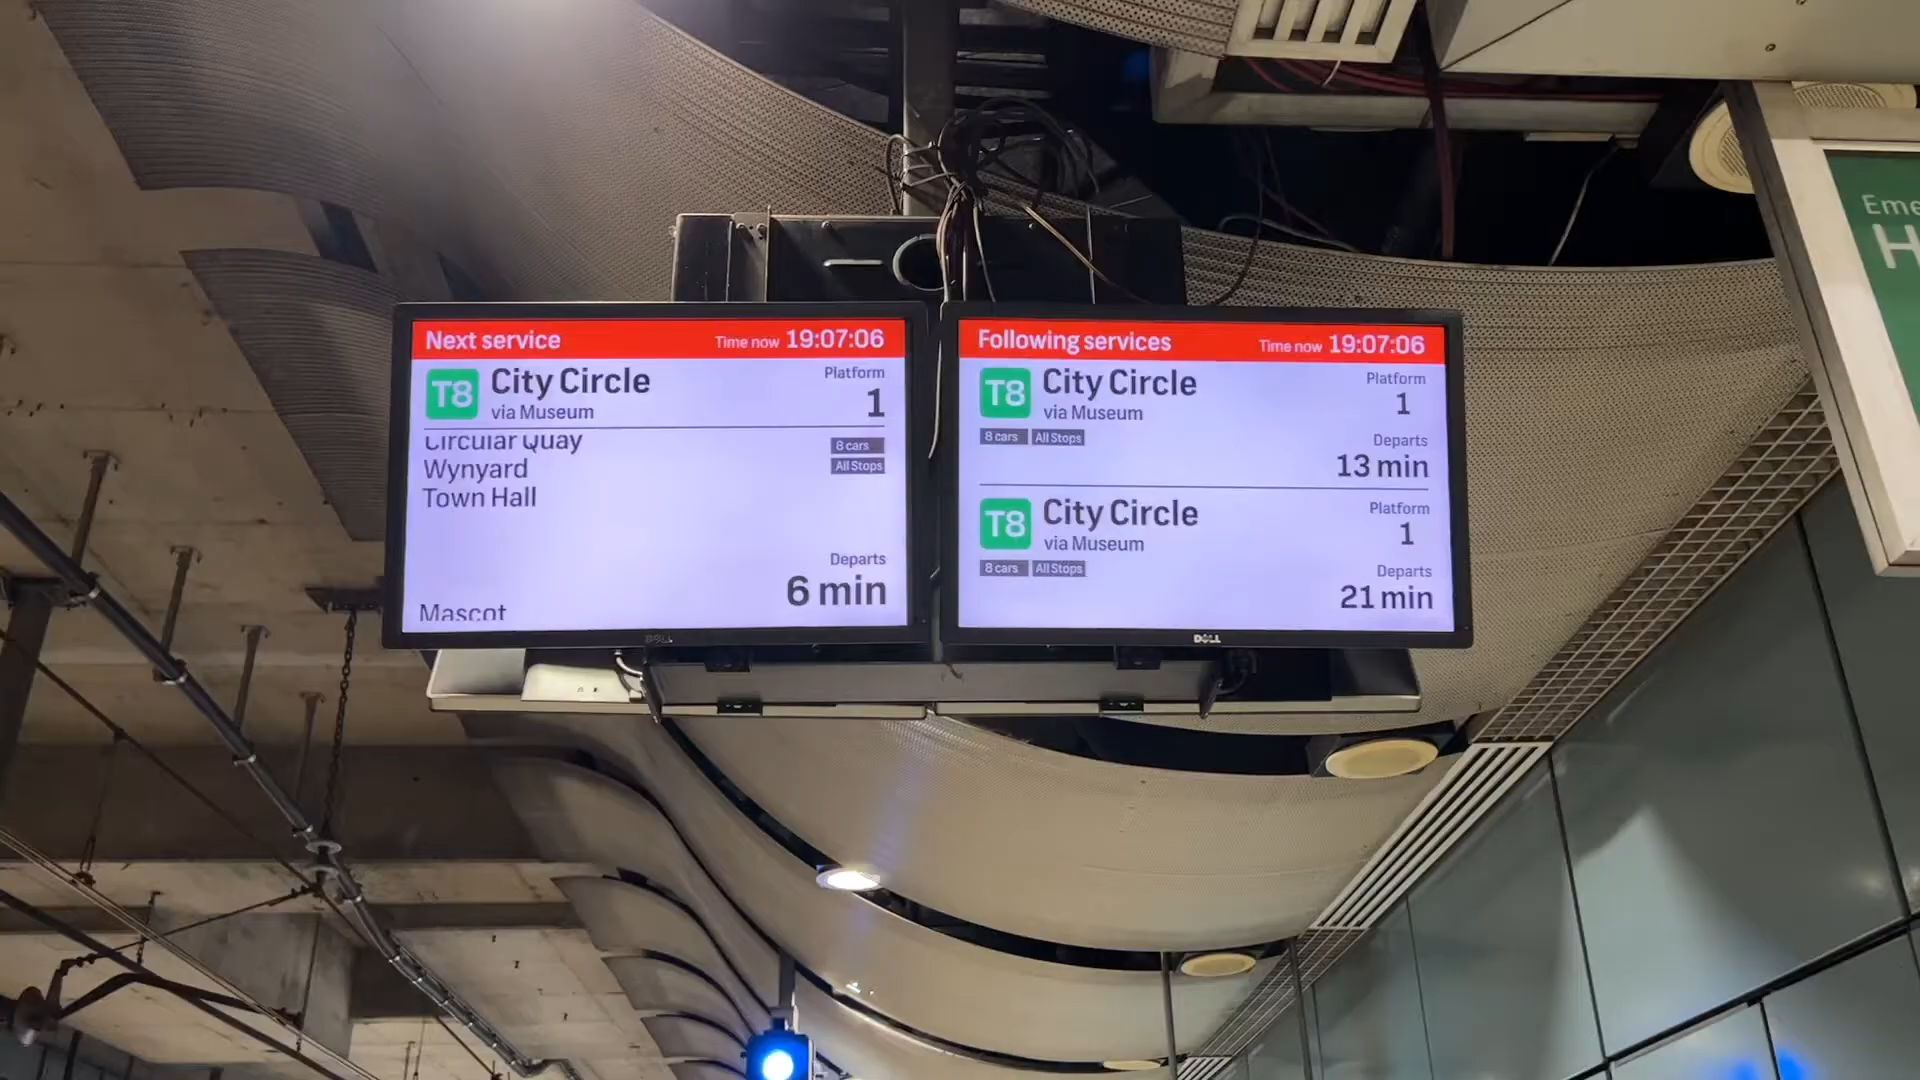 Next service Time now 19:07:06
T8 City Circle Platform
via Museum 1
Circular Quay 8 cars
Wynyard All Stops
Town Hall
Departs
6 min
Mascot
DELL
Following services Time now 19:07:06
T8 City Circle Platform
via Museum 1
8 cars All Stops Departs
13 min
T8 City Circle Platform
via Museum 1
8 cars All Stops Departs
21 min
DELL